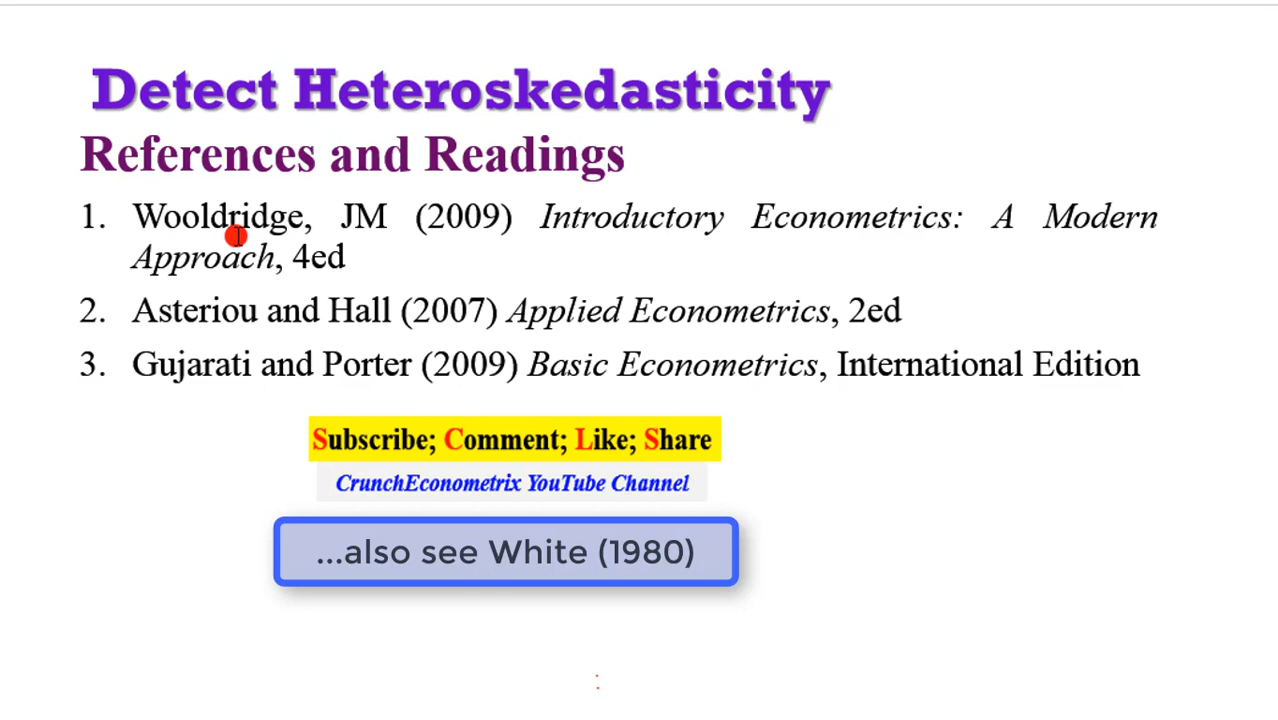 Detect Heteroskedasticity
References and Readings
1. Wooldridge, JM (2009) Introductory Econometrics: A Modern
Approach, 4ed
2. Asteriou and Hall (2007) Applied Econometrics, 2ed
3. Gujarati and Porter (2009) Basic Econometrics, International Edition
Subscribe; Comment; Like; Share
CrunchEconometrix YouTube Channel
...also see White (1980)